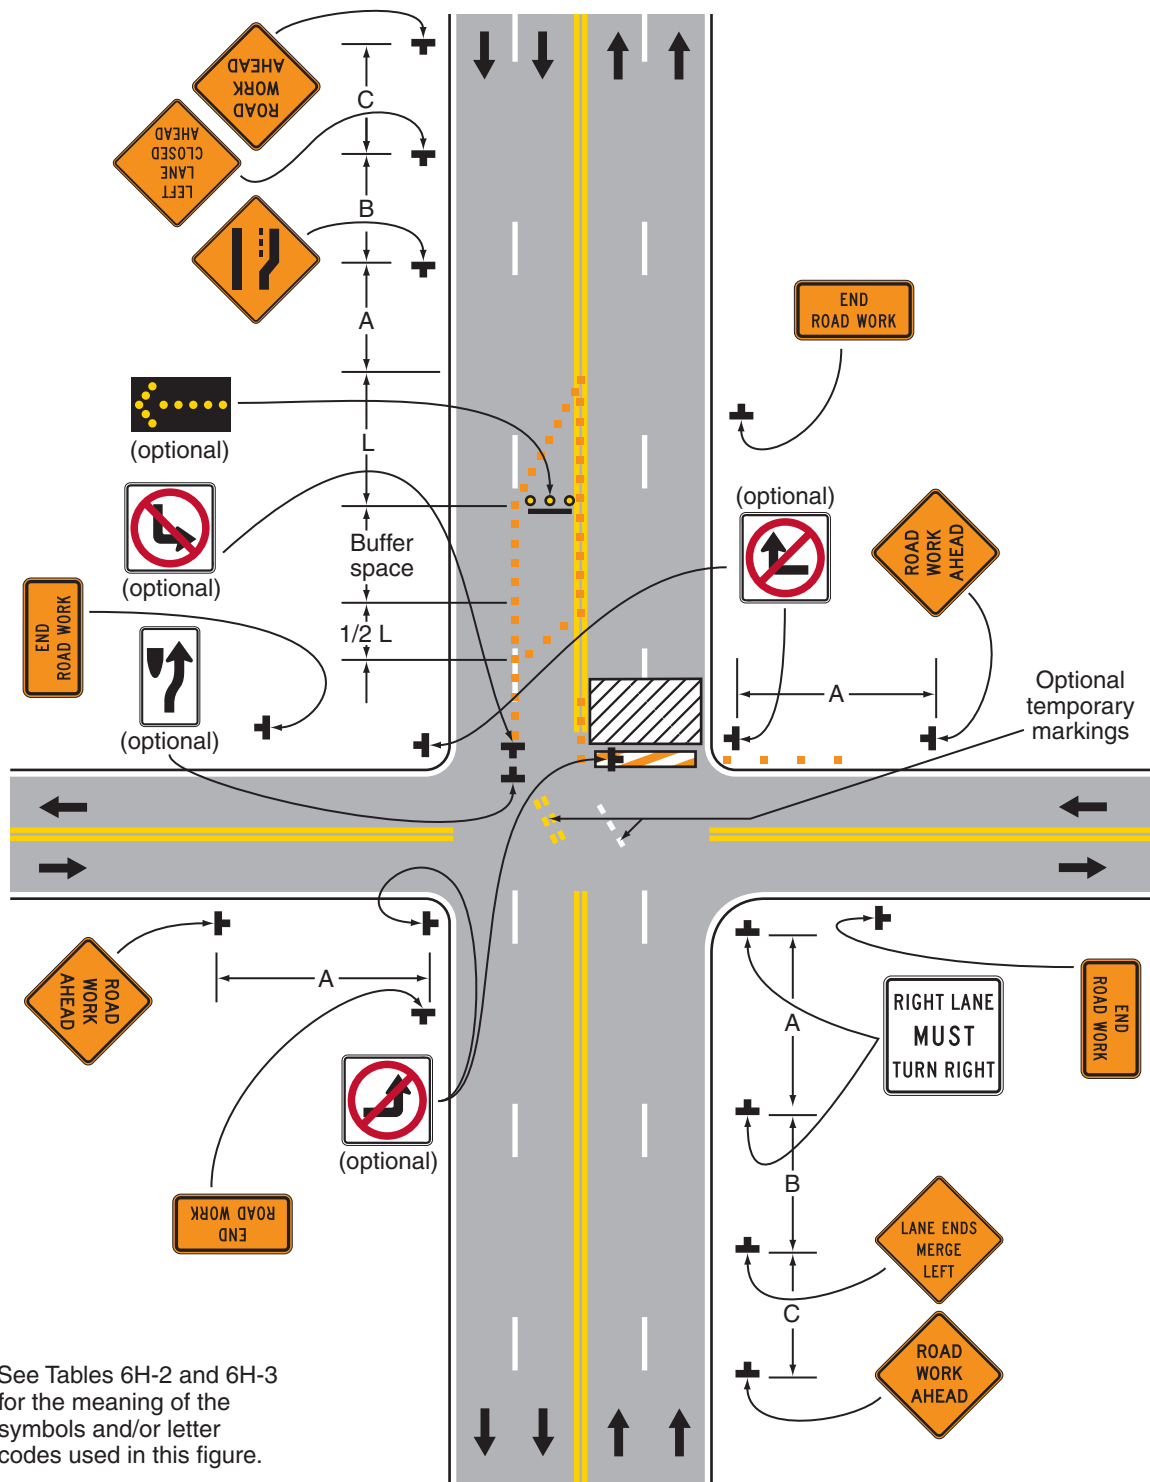 ROAD
WORK
AHEAD
C
LEFT
LANE
CLOSED
AHEAD
B
A
END
ROAD WORK
L
(optional)
(optional)
ROAD
WORK
AHEAD
Buffer
space
(optional)
END
ROAD WORK
1/2 L
A
Optional
temporary
markings
(optional)
ROAD
WORK
AHEAD
A
RIGHT LANE
MUST
TURN RIGHT
END
ROAD WORK
A
(optional)
B
END
ROAD WORK
LANE ENDS
MERGE
LEFT
C
ROAD
WORK
AHEAD
See Tables 6H-2 and 6H-3
for the meaning of the
symbols and/or letter
codes used in this figure.